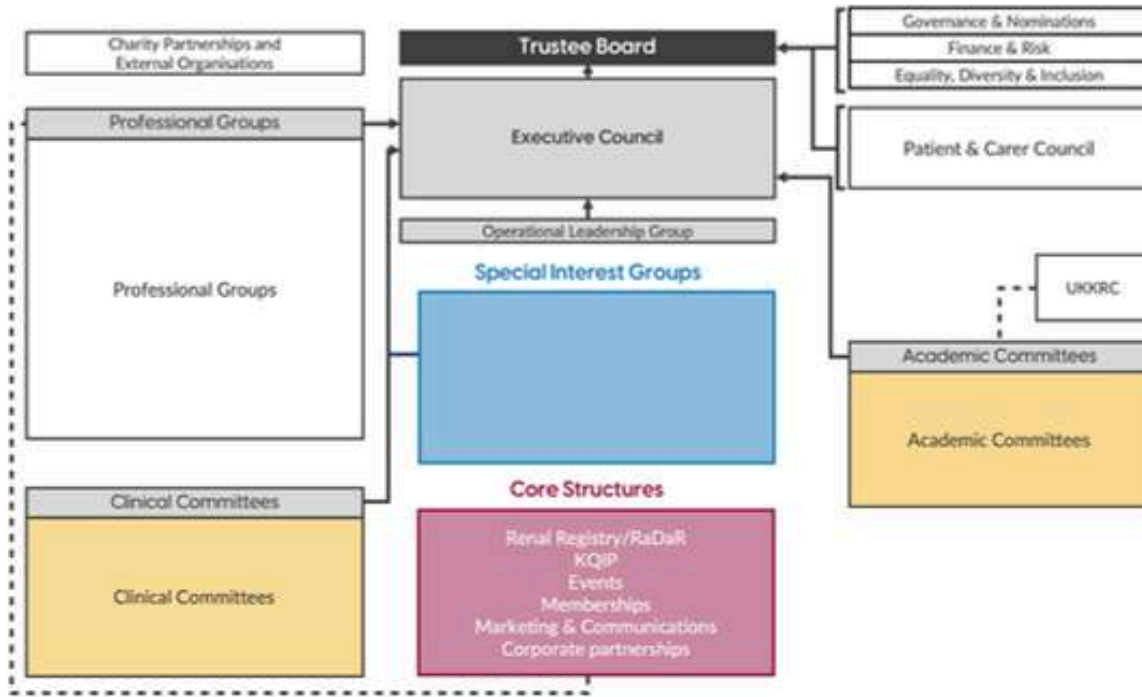 Charity Partnerships and
External Organisations
Trustee Board
Governance & Nominations
Finance & Risk
Equality, Diversity & Inclusion
Professional Groups
Executive Council
Patient & Carer Council
Operational Leadership Group
Professional Groups
Special Interest Groups
UKKRC
Academic Committees
Academic Committees
Clinical Committees
Clinical Committees
Core Structures
Renal Registry/RaDaR
KQIP
Events
Memberships
Marketing & Communications
Corporate partnerships